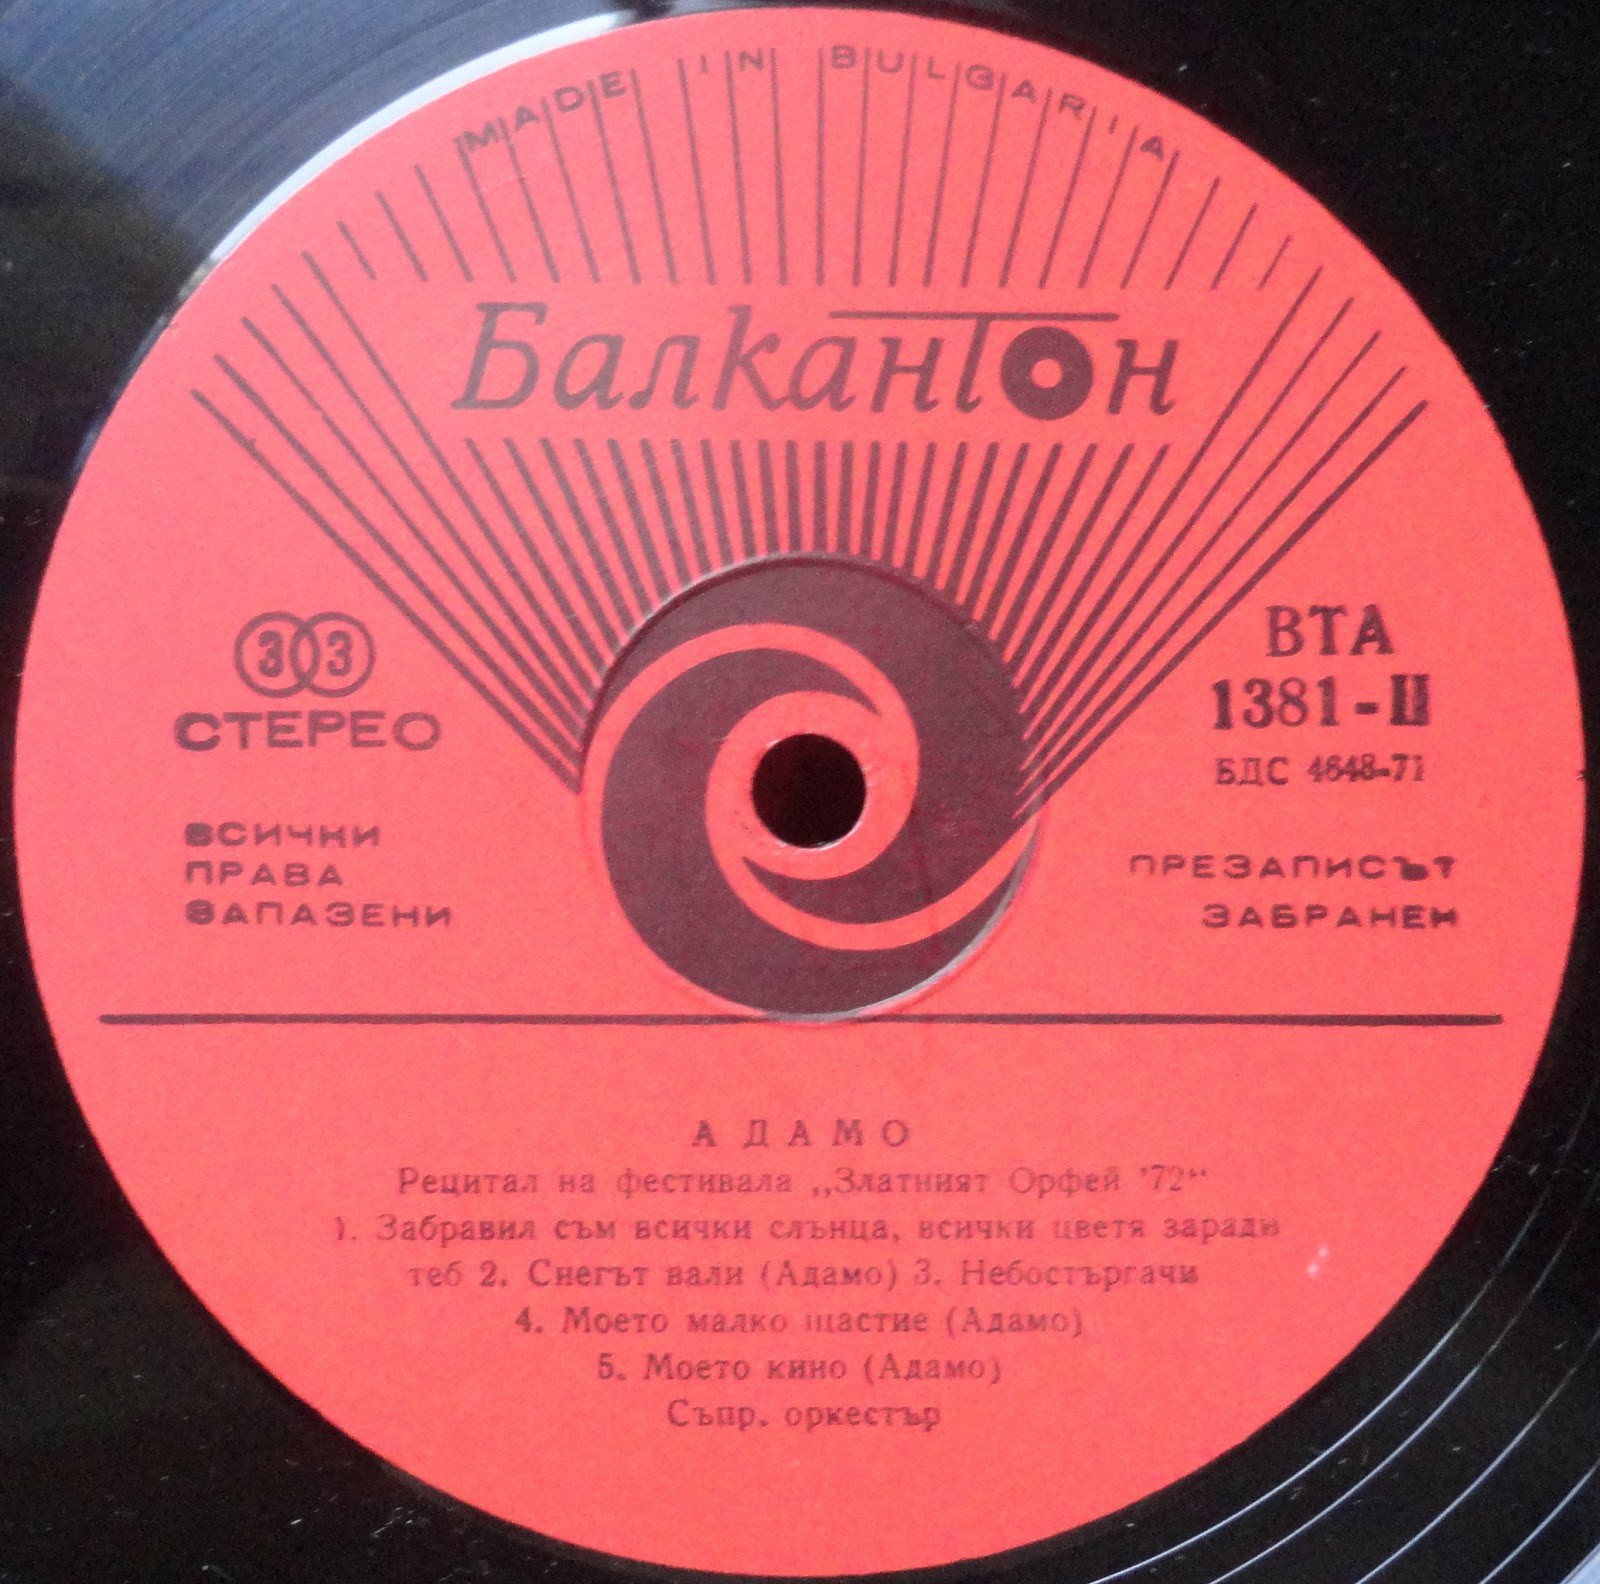 MADE IN BULGARIA
Балкантон
33
СТЕРЕО
ВТА
1381-II
БДС 4648-71
ВСИЧКИ
ПРАВА
ЗАПАЗЕНИ
ПРЕЗАПИСЪТ
ЗАБРАНЕН
АДАМО
Рецитал на фестивала „Златният Орфей '72“
1. Забравил съм всички слънца, всички цветя заради
теб 2. Снегът вали (Адамо) 3. Небостъргачи
4. Моето малко щастие (Адамо)
5. Моето кино (Адамо)
Съпр. оркестър